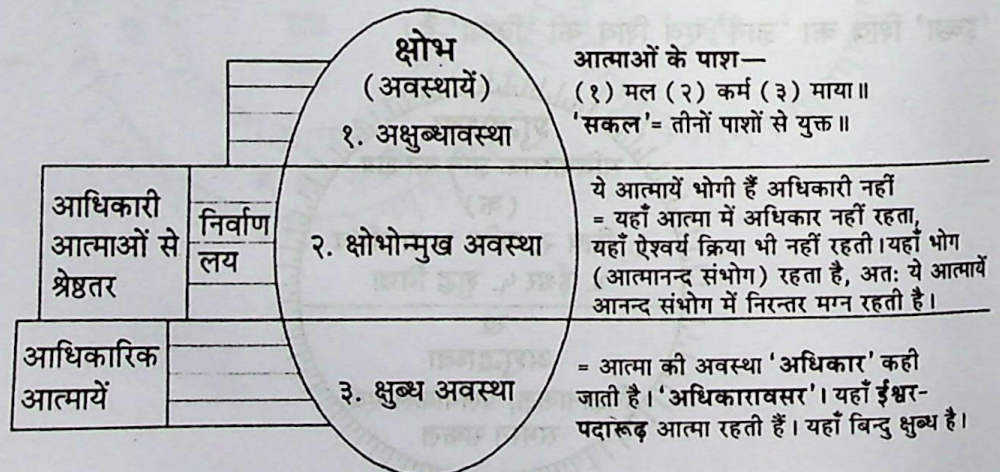 क्षोभ
(अवस्थायें)
१. अक्षुब्धावस्था
आत्माओं के पाश—
(१) मल (२) कर्म (३) माया॥
'सकल'= तीनों पाशों से युक्त॥
आधिकारी
आत्माओं से
श्रेष्ठतर
निर्वाण
लय
२. क्षोभोन्मुख अवस्था
ये आत्मायें भोगी हैं अधिकारी नहीं
= यहाँ आत्मा में अधिकार नहीं रहता,
यहाँ ऐश्वर्य क्रिया भी नहीं रहती।यहाँ भोग
(आत्मानन्द संभोग) रहता है, अतः ये आत्मायें
आनन्द संभोग में निरन्तर मग्न रहती है।
आधिकारिक
आत्मायें
३. क्षुब्ध अवस्था
= आत्मा की अवस्था 'अधिकार' कही
जाती है। 'अधिकारावसर'। यहाँ ईश्वर-
पदारूढ़ आत्मा रहती हैं। यहाँ बिन्दु क्षुब्ध है।